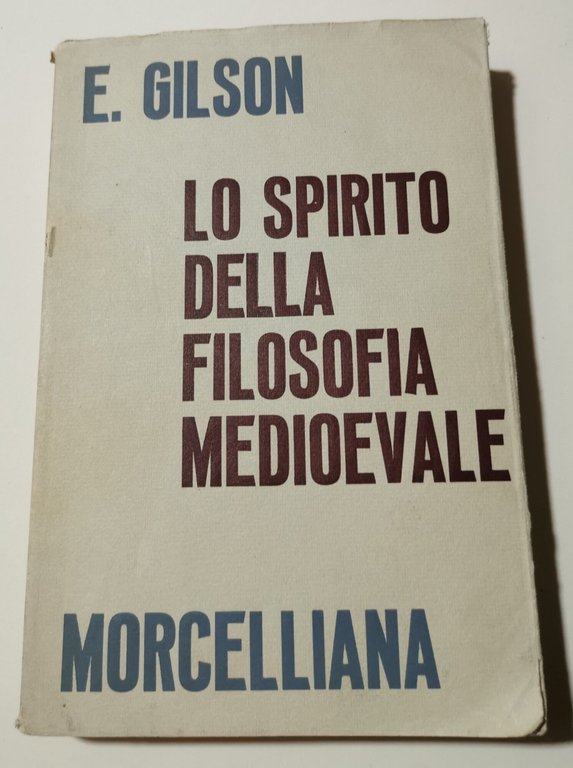 E. GILSON
LO SPIRITO
DELLA
FILOSOFIA
MEDIOEVALE
MORCELLIANA